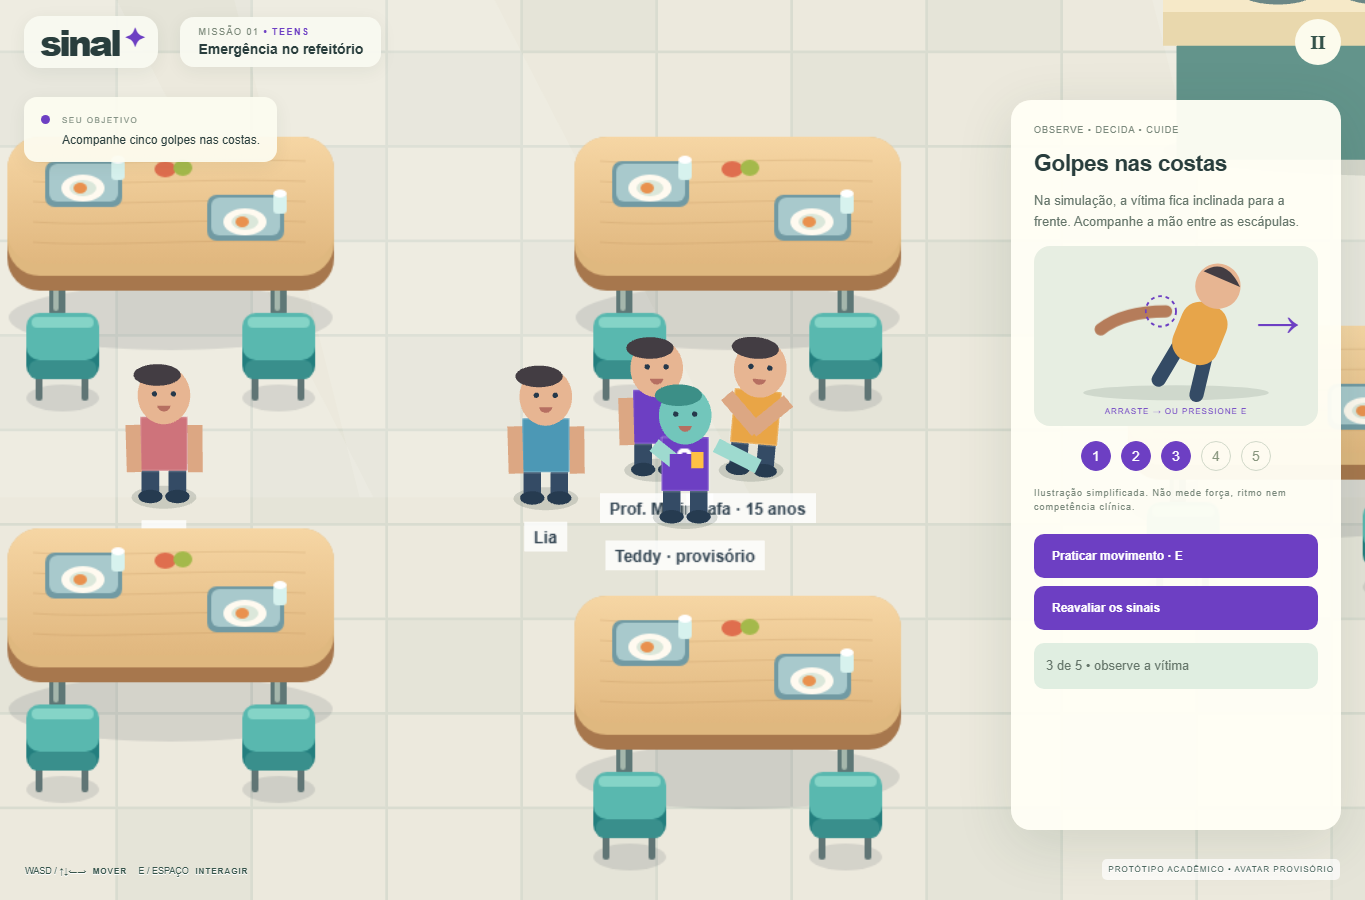 sinal
MISSÃO 01 • TEENS
Emergência no refeitório
II
SEU OBJETIVO
Acompanhe cinco golpes nas costas.
OBSERVE • DECIDA • CUIDE
Golpes nas costas
Na simulação, a vítima fica inclinada para a
frente. Acompanhe a mão entre as escápulas.
ARRASTE → OU PRESSIONE E
1 2 3 4 5
Ilustração simplificada. Não mede força, ritmo nem
competência clínica.
Praticar movimento · E
Reavaliar os sinais
3 de 5 • observe a vítima
Prof. afa · 15 anos
Lia
Teddy · provisório
WASD / ↑↓←→ MOVER E / ESPAÇO INTERAGIR
PROTÓTIPO ACADÊMICO • AVATAR PROVISÓRIO